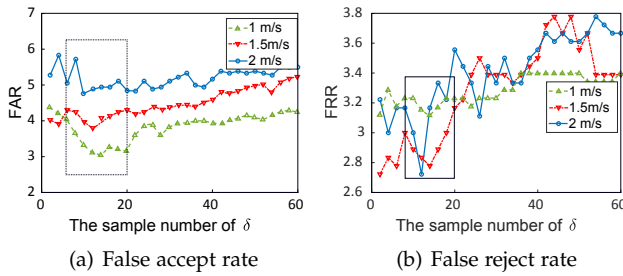 7
6
5
4
3
2
FAR
0
20
40
60
The sample number of δ
1 m/s
1.5m/s
2 m/s
(a) False accept rate
3.8
3.6
3.4
3.2
3
2.8
2.6
FRR
0
20
40
60
The sample number of δ
1 m/s
1.5m/s
2 m/s
(b) False reject rate